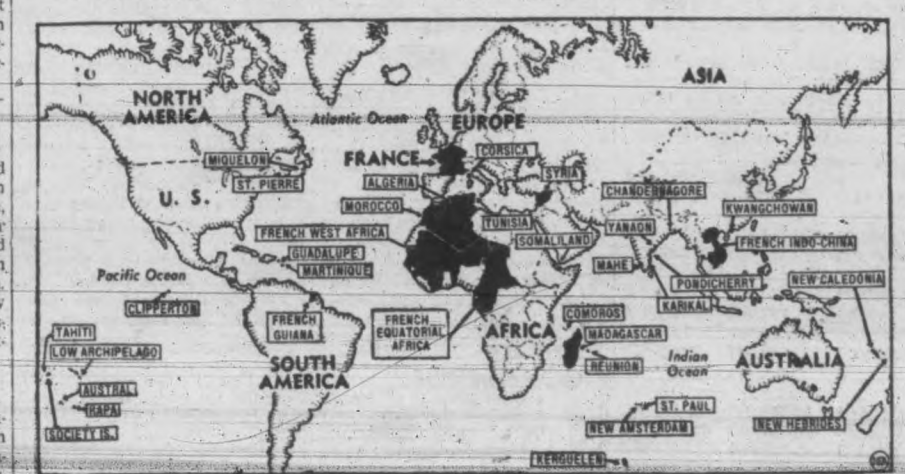 ASIA
NORTH
AMERICA
Atlantic Ocean
EUROPE
CORSICA
FRANCE
MIQUELON
SYRIA
ST. PIERRE
ALGERIA
CHANDERNAGORE
U. S.
MOROCCO
KWANGCHOWAN
TUNISIA
YANAON
FRENCH WEST AFRICA
SOMALILAND
FRENCH INDO-CHINA
GUADALUPE
MAHE
MARTINIQUE
Pacific Ocean
PONDICHERRY
NEW CALEDONIA
CLIPPERTON
KARIKAL
COMOROS
FRENCH
GUIANA
FRENCH
EQUATORIAL
AFRICA
AFRICA
MADAGASCAR
TAHITI
LOW ARCHIPELAGO
Indian
Ocean
AUSTRALIA
SOUTH
AMERICA
REUNION
AUSTRAL
RAPA
ST. PAUL
NEW AMSTERDAM
NEW HEBRIDES
SOCIETY IS.
KERGUELEN